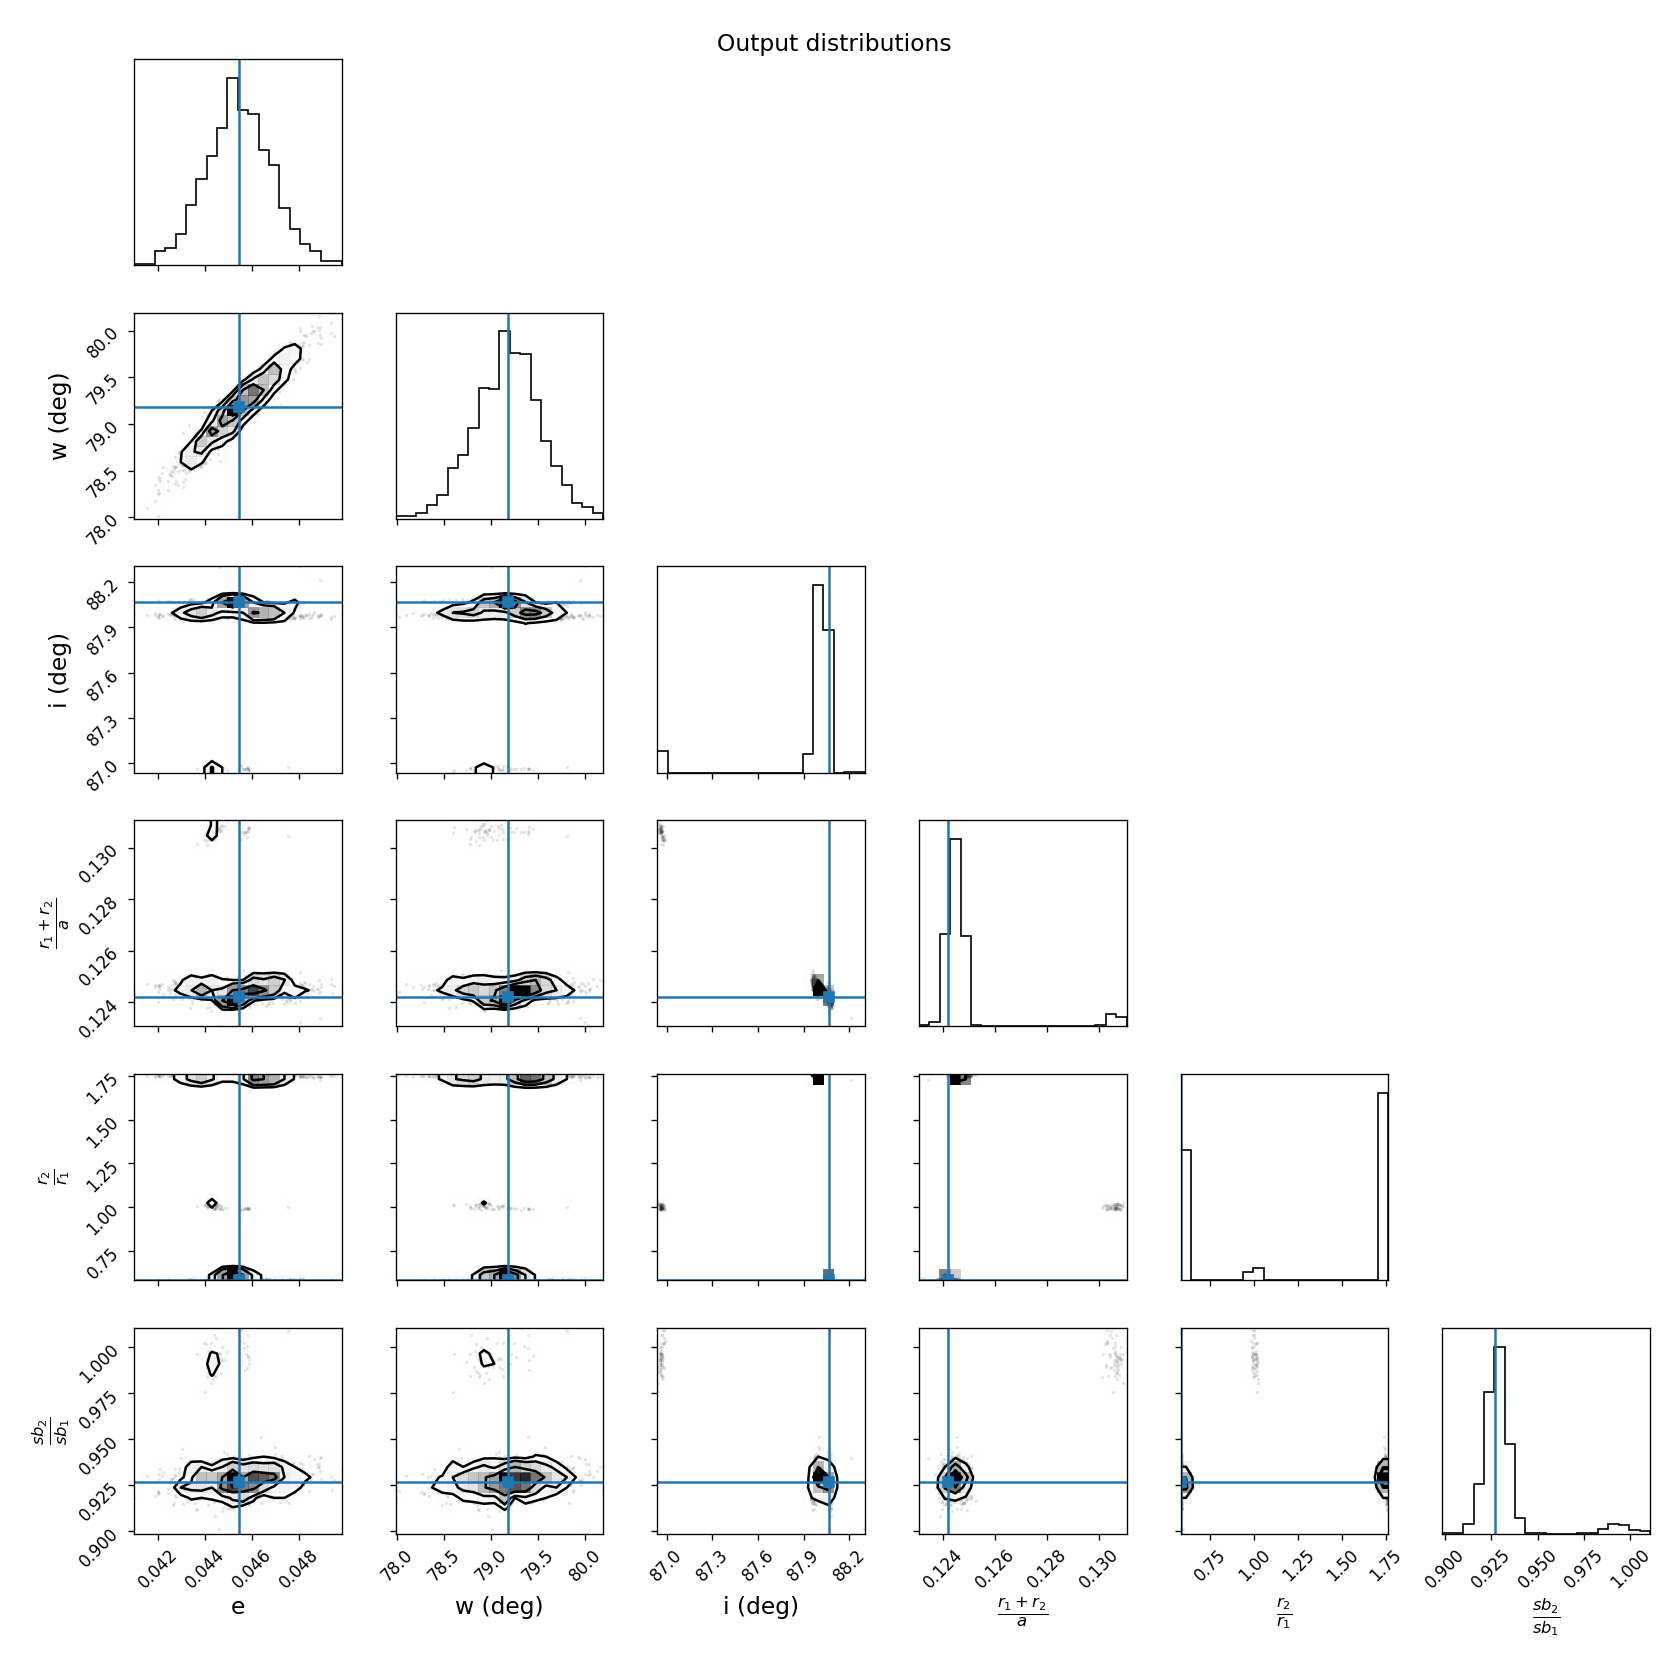 Output distributions
80.0
79.5
79.0
78.5
78.0
w (deg)
88.2
87.9
87.6
87.3
87.0
i (deg)
0.130
0.128
0.126
0.124
r₁ + r₂
a
1.75
1.50
1.25
1.00
0.75
r₂
r₁
1.000
0.975
0.950
0.925
0.900
sb₂
sb₁
0.042 0.044 0.046 0.048
78.0 78.5 79.0 79.5 80.0
87.0 87.3 87.6 87.9 88.2
0.124 0.126 0.128 0.130
0.75 1.00 1.25 1.50 1.75
0.900 0.925 0.950 0.975 1.000
e
w (deg)
i (deg)
r₁ + r₂
a
r₂
r₁
sb₂
sb₁